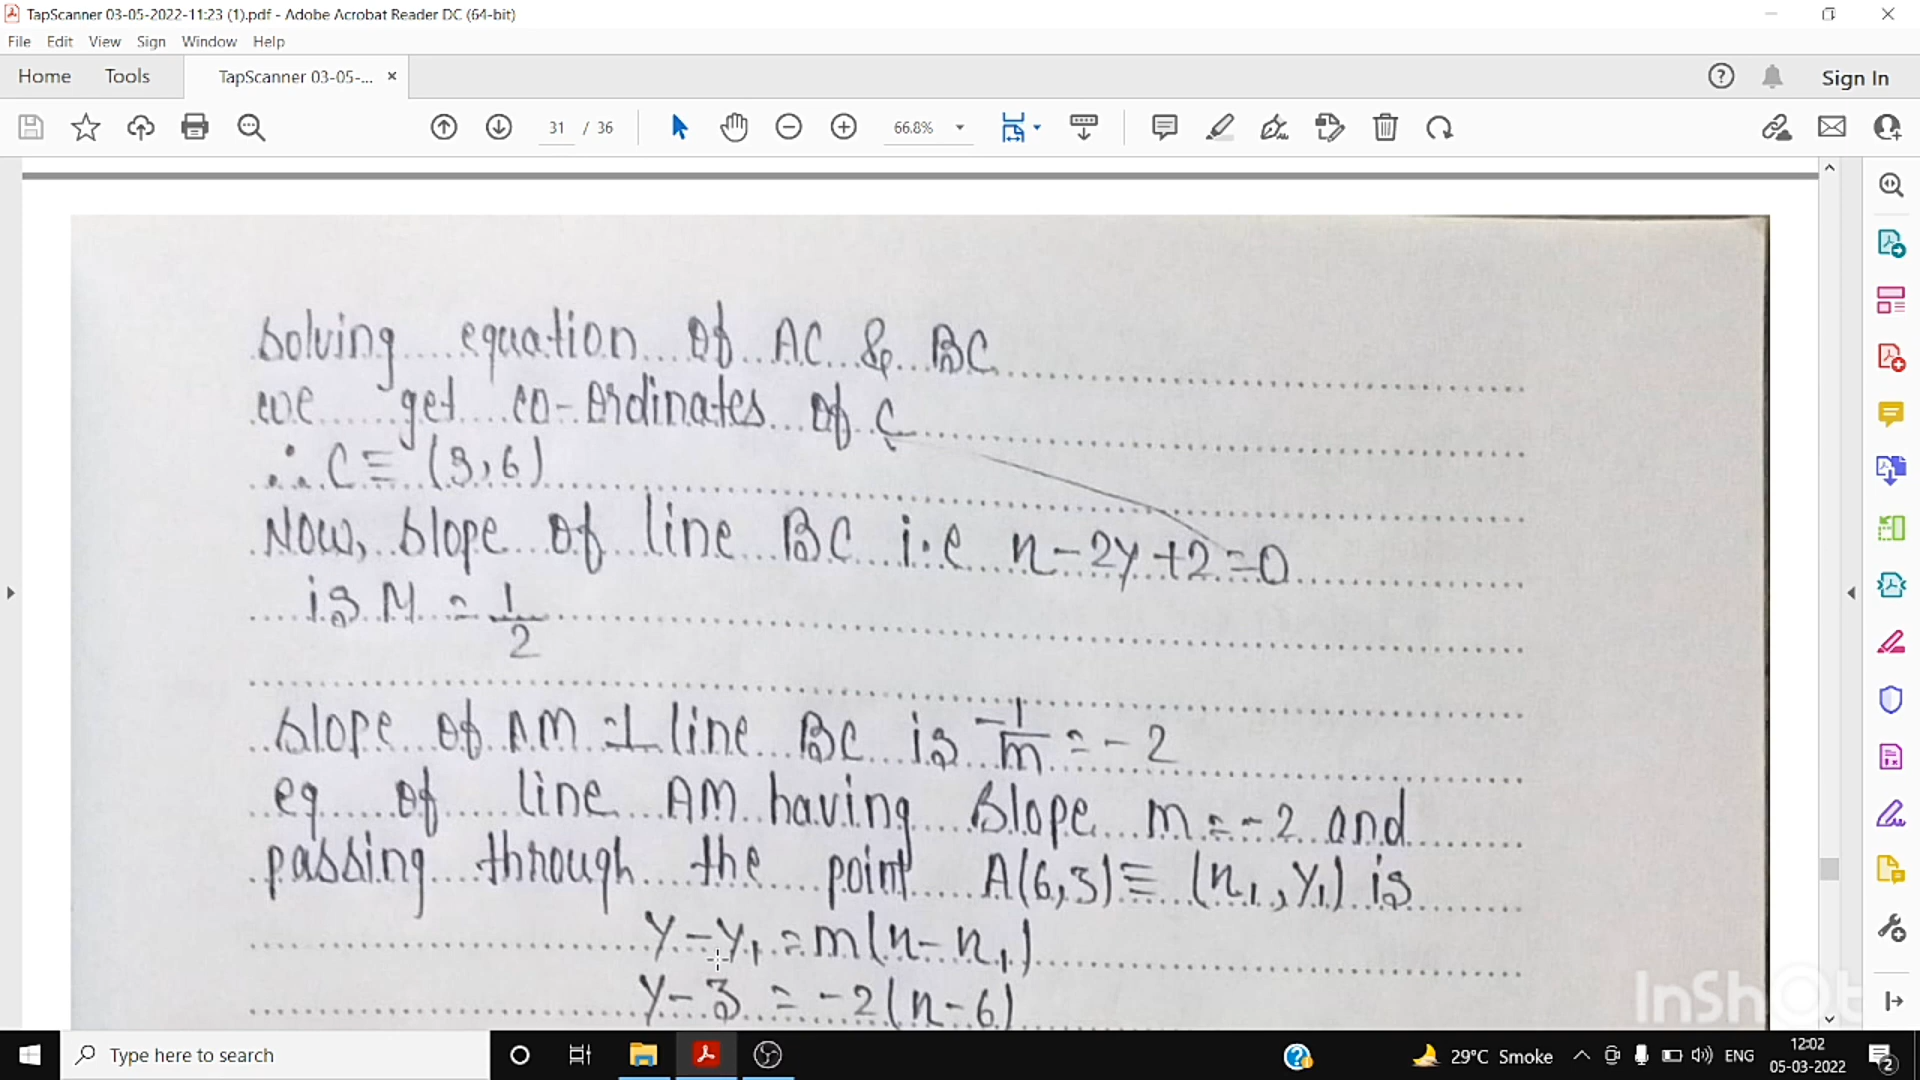 TapScanner 03-05-2022-11:23 (1).pdf - Adobe Acrobat Reader DC (64-bit)
File Edit View Sign Window Help
Home Tools TapScanner 03-05-... × Sign In
31 / 36 66.8%
Solving equation of AC & BC
we get co-ordinates of C
∴ C ≡ (3,6)
Now, slope of line BC i.e x-2y+2=0
is M = 1/2
slope of AM ⊥ line BC is -1/m = -2
eq of line AM having slope m=-2 and
passing through the point A(6,3) ≡ (x₁,y₁) is
y-y₁ = m(x-x₁)
y-3 = -2(x-6)
InShOt
Type here to search
29°C Smoke ENG 12:02
05-03-2022
2